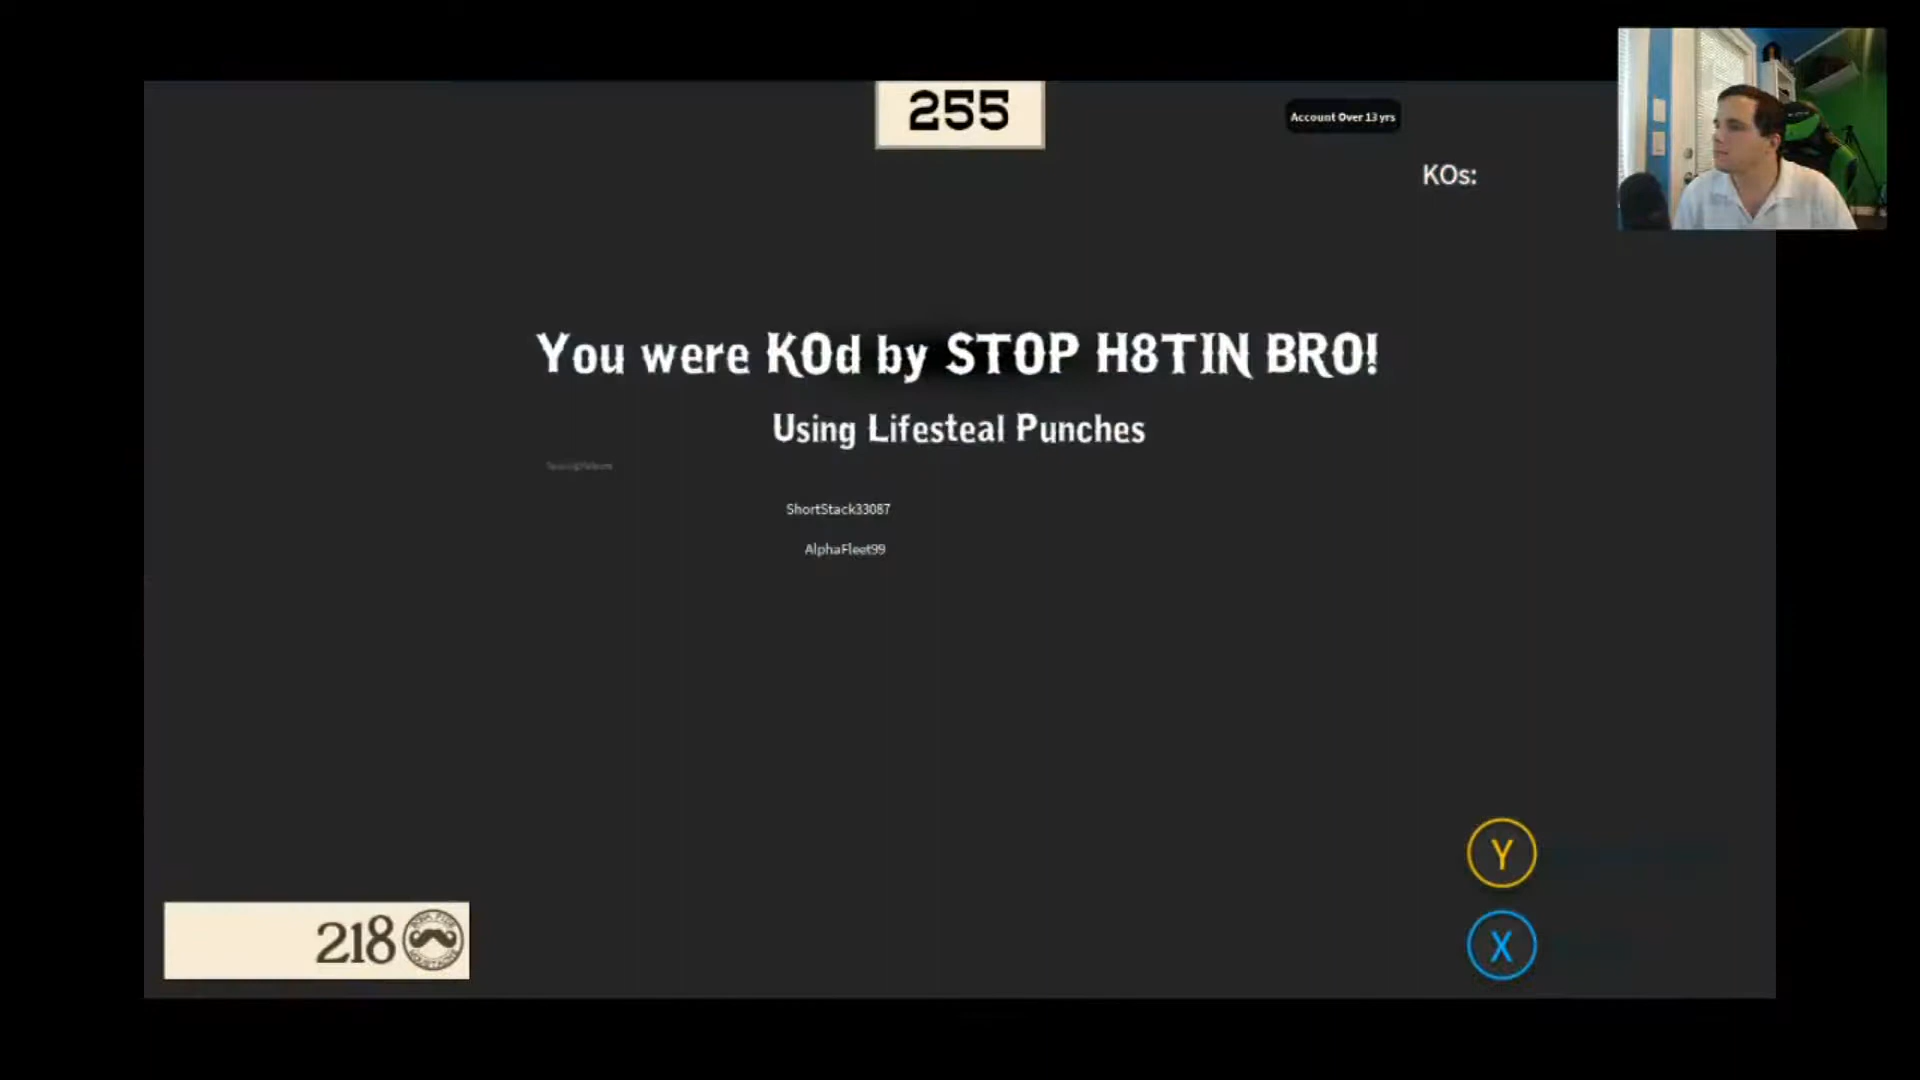 255
Account Over 13 yrs
KOs:
You were KOd by STOP H8TIN BRO!
Using Lifesteal Punches
ShortStack33087
AlphaFleet99
Y
218
X